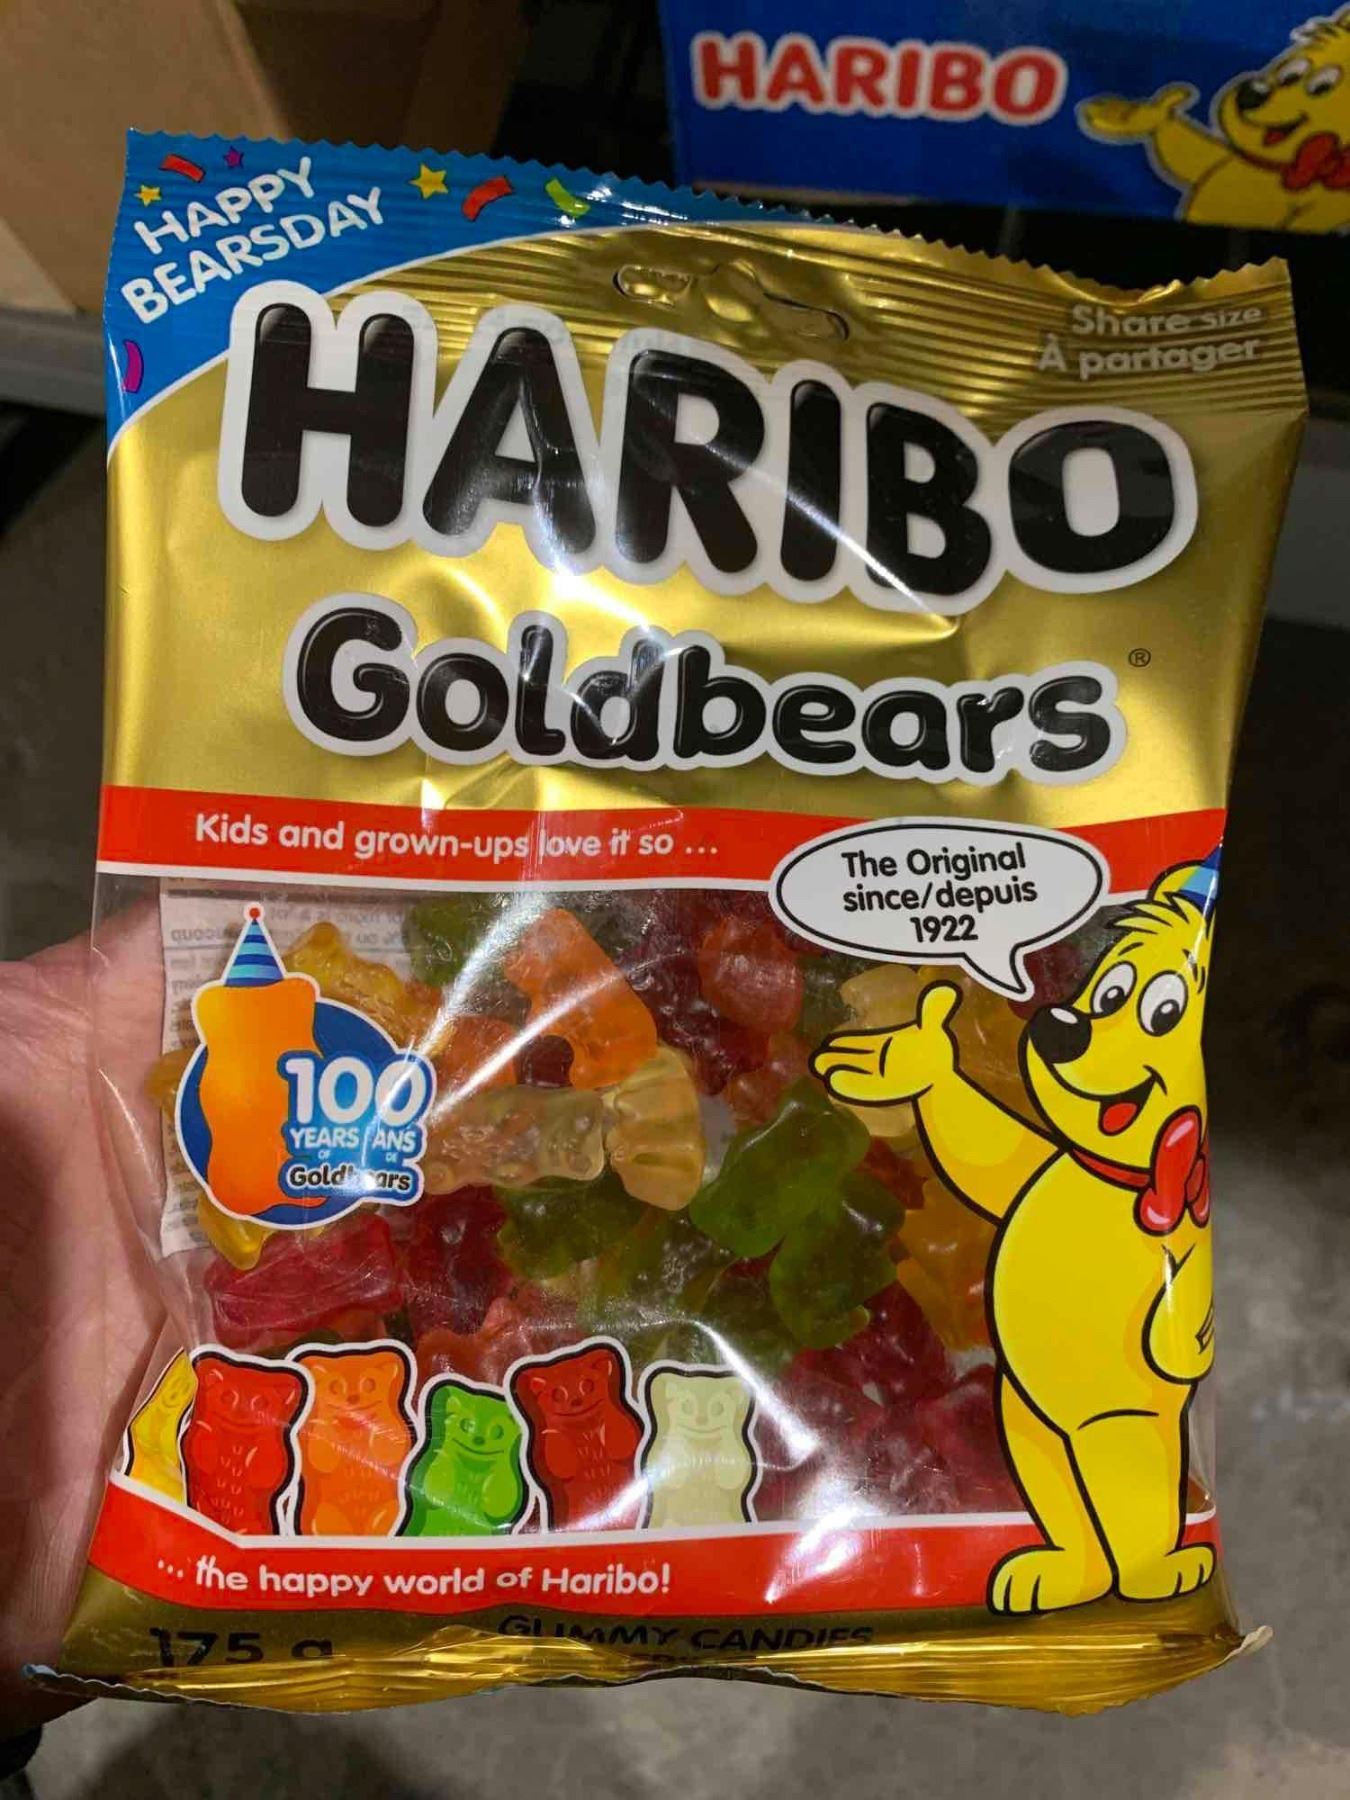 HARIBO
HAPPY
BEARSDAY
Share size
À partager
HARIBO
Goldbears®
Kids and grown-ups love it so ...
The Original
since/depuis
1922
100
YEARS ANS
OF DE
Goldbears
... the happy world of Haribo!
175 g
GUMMY CANDIES